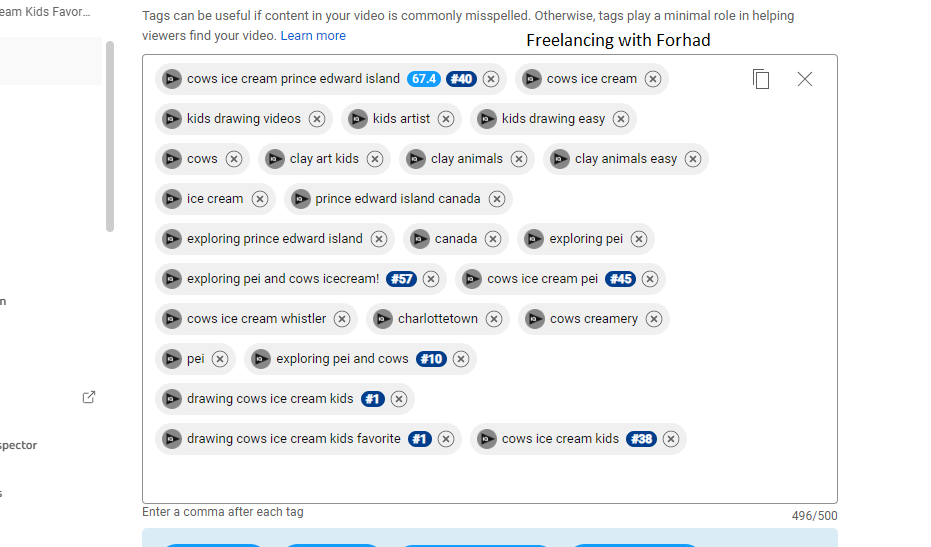 eam Kids Favor...
Tags can be useful if content in your video is commonly misspelled. Otherwise, tags play a minimal role in helping
viewers find your video. Learn more
Freelancing with Forhad
cows ice cream prince edward island 67.4 #40 cows ice cream
kids drawing videos kids artist kids drawing easy
cows clay art kids clay animals clay animals easy
ice cream prince edward island canada
exploring prince edward island canada exploring pei
exploring pei and cows icecream! #57 cows ice cream pei #45
cows ice cream whistler charlottetown cows creamery
pei exploring pei and cows #10
drawing cows ice cream kids #1
drawing cows ice cream kids favorite #1 cows ice cream kids #38
n
spector
s
Enter a comma after each tag
496/500